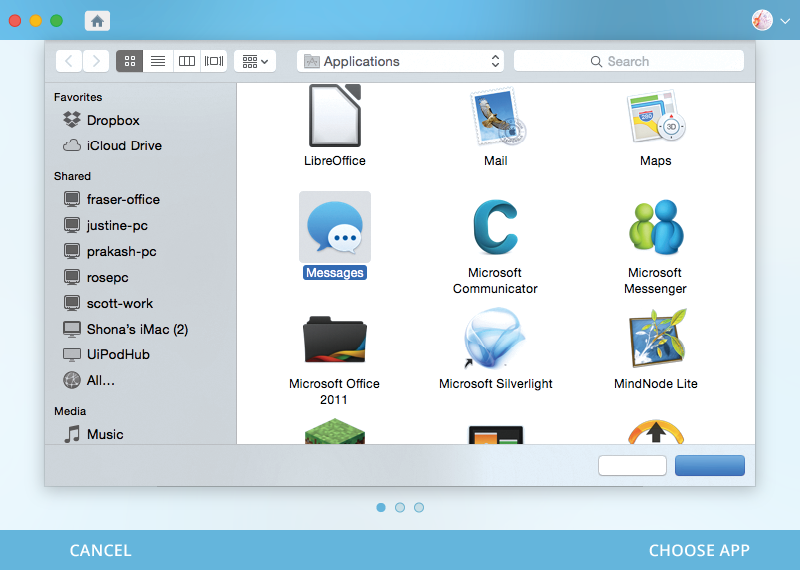 Applications
Search
Favorites
Dropbox
iCloud Drive
Shared
fraser-office
justine-pc
prakash-pc
rosepc
scott-work
Shona's iMac (2)
UiPodHub
All...
Media
Music
LibreOffice
Mail
280
3D
Maps
Messages
Microsoft
Communicator
Microsoft
Messenger
Microsoft Office
2011
Microsoft Silverlight
MindNode Lite
CANCEL
CHOOSE APP